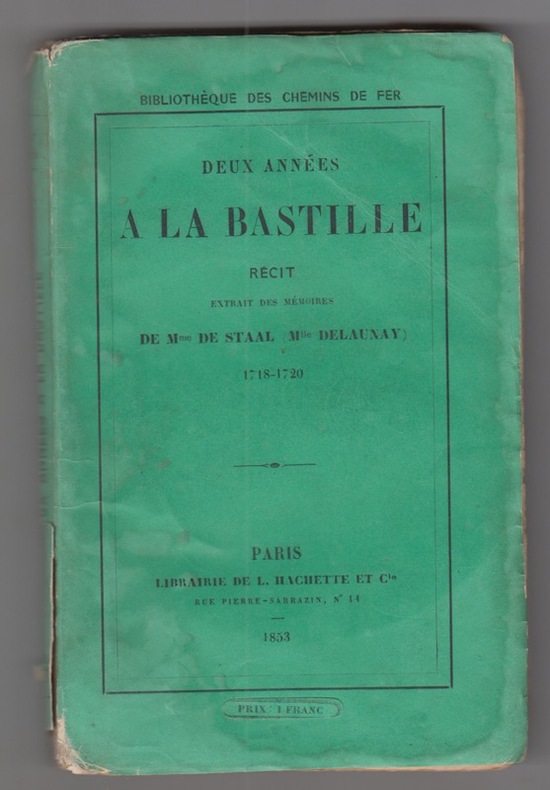 BIBLIOTHÈQUE DES CHEMINS DE FER
DEUX ANNÉES
A LA BASTILLE
RÉCIT
EXTRAIT DES MÉMOIRES
DE Mme DE STAAL (Mlle DELAUNAY)
1718-1720
PARIS
LIBRAIRIE DE L. HACHETTE ET Cie
RUE PIERRE-SARRAZIN, No 14
1853
PRIX : 1 FRANC